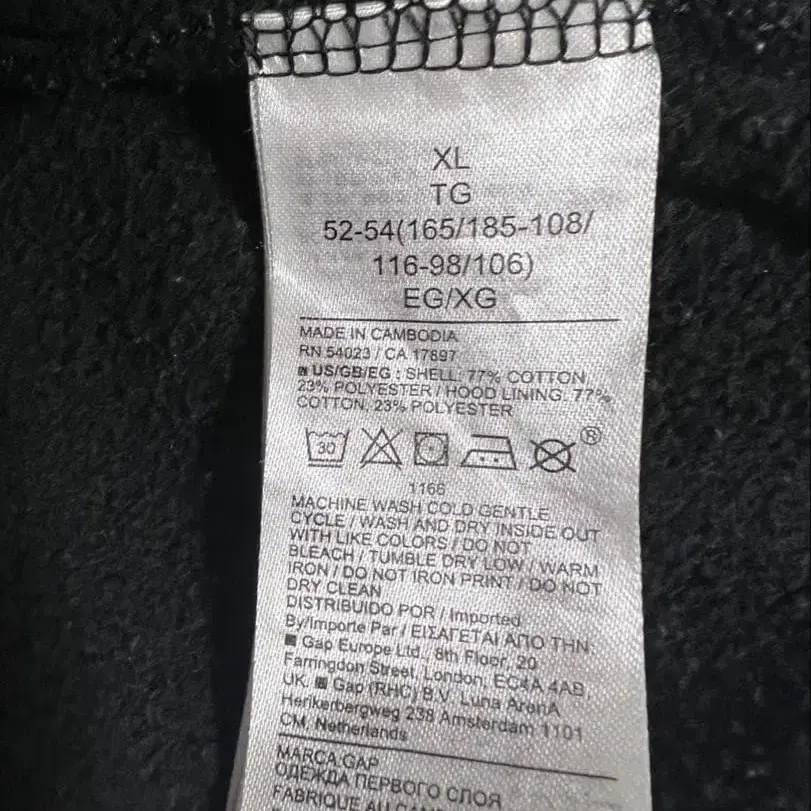 XL
TG
52-54(165/185-108/
116-98/106)
EG/XG
MADE IN CAMBODIA
RN 54023 / CA 17897
US/GB/EG : SHELL: 77% COTTON,
23% POLYESTER / HOOD LINING: 77%
COTTON, 23% POLYESTER
30
®
1166
MACHINE WASH COLD GENTLE
CYCLE / WASH AND DRY INSIDE OUT
WITH LIKE COLORS / DO NOT
BLEACH / TUMBLE DRY LOW / WARM
IRON / DO NOT IRON PRINT / DO NOT
DRY CLEAN
DISTRIBUIDO POR / Imported
By/Importe Par / ΕΙΣΑΓΕΤΑΙ ΑΠΟ ΤΗΝ:
■ Gap Europe Ltd., 8th Floor, 20
Farringdon Street, London, EC4A 4AB,
UK. ■ Gap (RHC) B.V. Luna ArenA
Herikerbergweg 238 Amsterdam 1101
CM, Netherlands
MARCA GAP
ОДЕЖДА ПЕРВОГО СЛОЯ
FABRIQUE AU CAMB